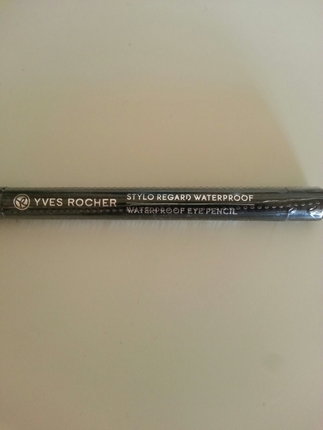 YVES ROCHER
STYLO REGARD WATERPROOF
WATERPROOF EYE PENCIL